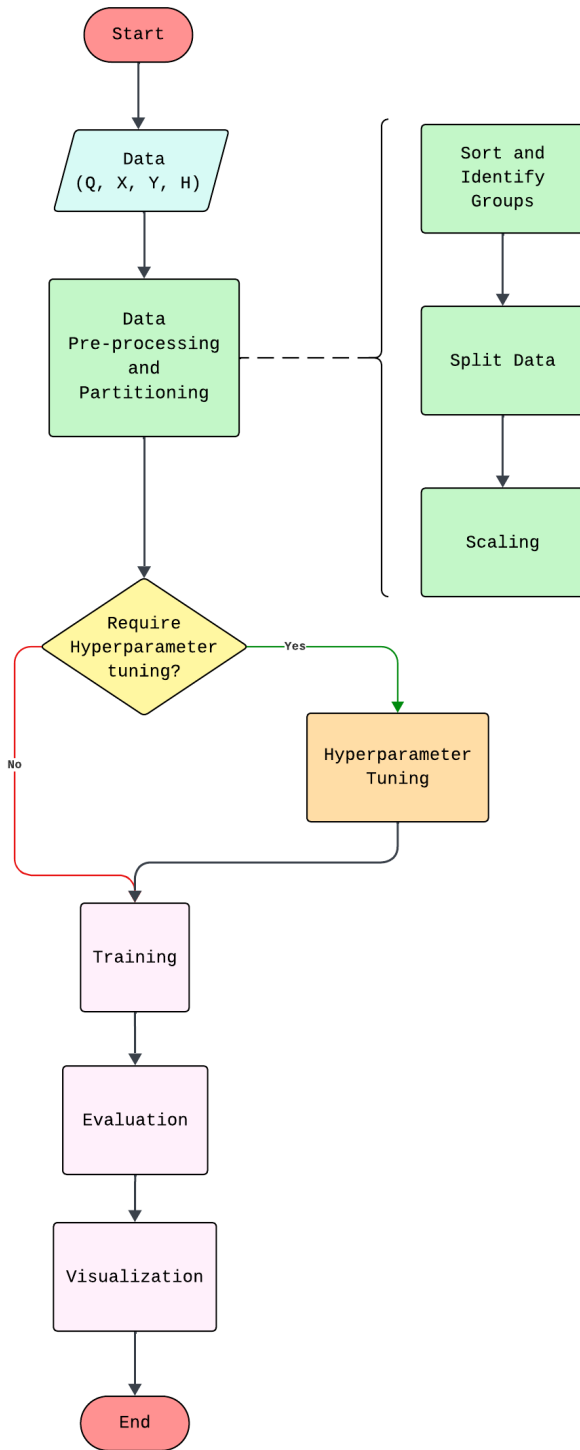 Start
Data
(Q, X, Y, H)
Data
Pre-processing
and
Partitioning
Sort and
Identify
Groups
Split Data
Scaling
Require
Hyperparameter
tuning?
Yes
No
Hyperparameter
Tuning
Training
Evaluation
Visualization
End